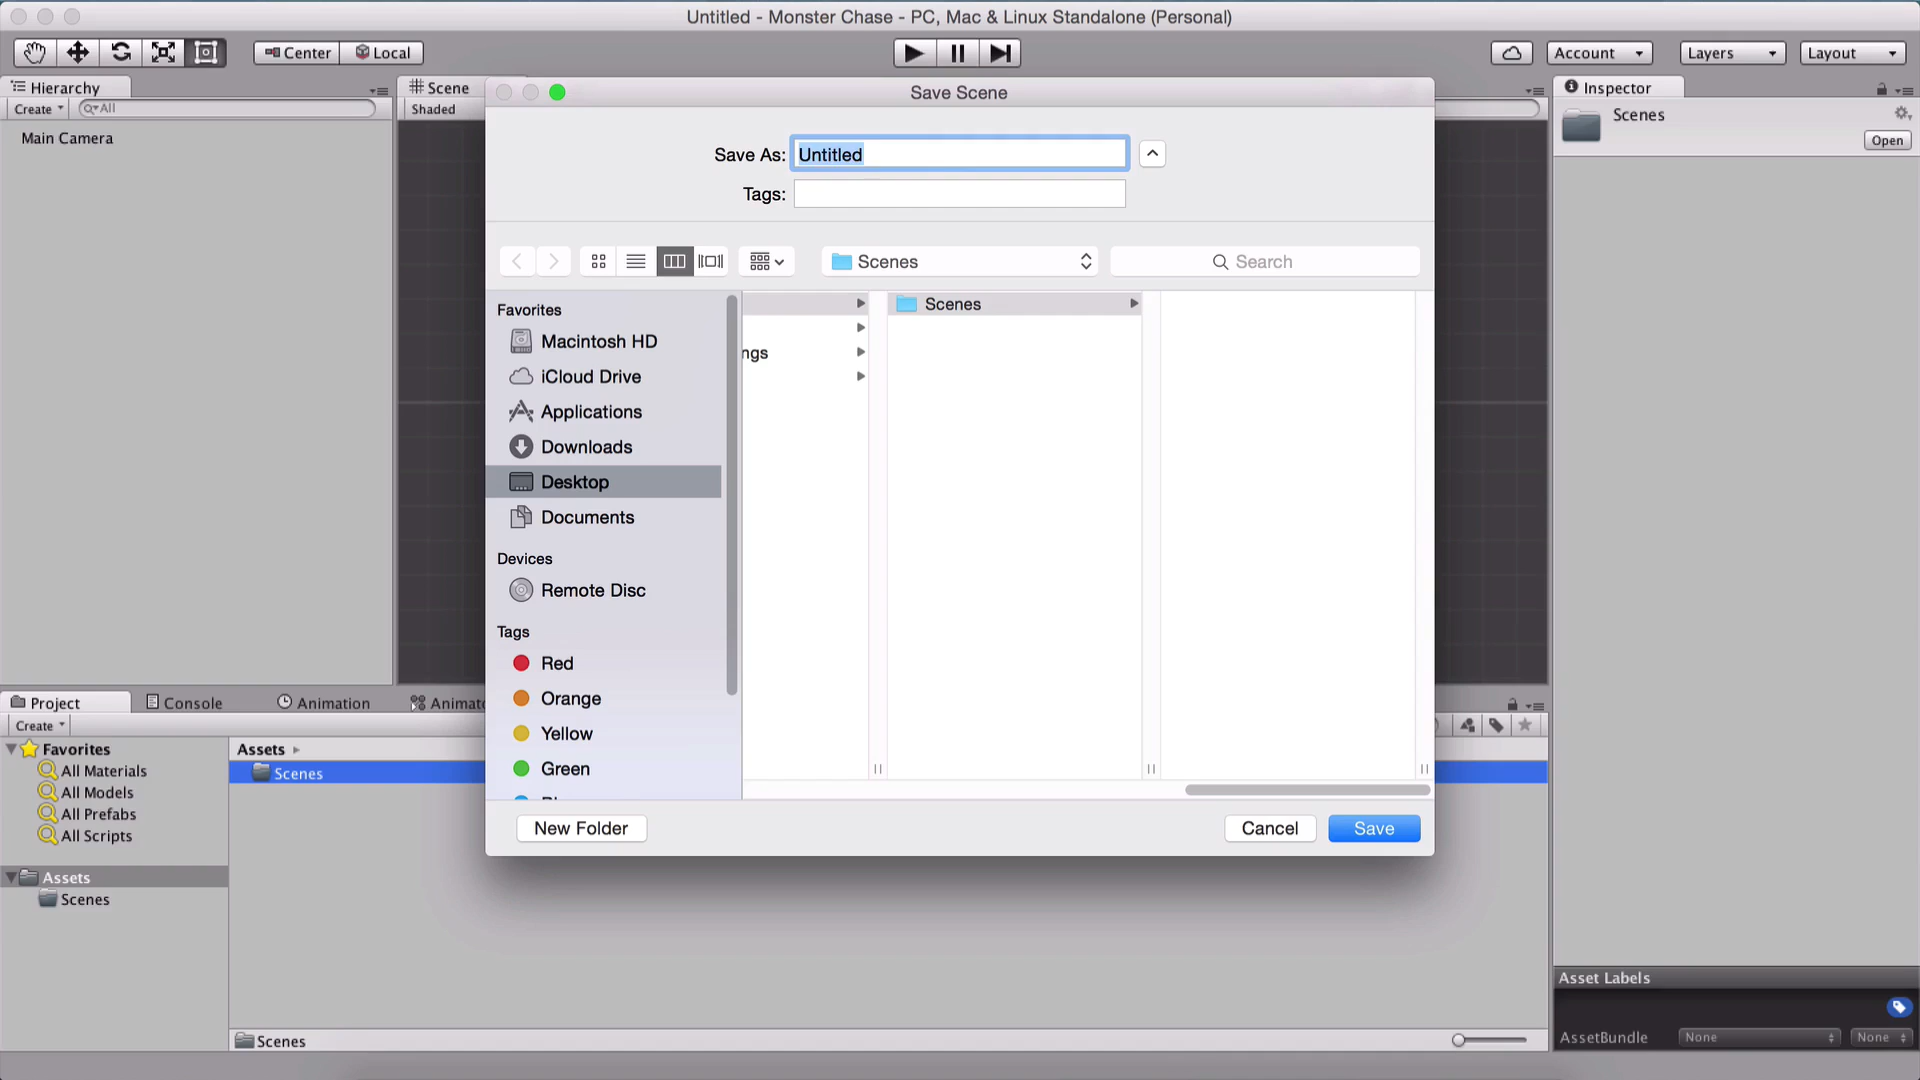 Untitled - Monster Chase - PC, Mac & Linux Standalone (Personal)
Center
Local
Account
Layers
Layout
Hierarchy
Create
All
Main Camera
Scene
Shaded
Save Scene
Save As: Untitled
Tags:
Scenes
Search
Favorites
Macintosh HD
iCloud Drive
Applications
Downloads
Desktop
Documents
Devices
Remote Disc
Tags
Red
Orange
Yellow
Green
ngs
Scenes
New Folder
Cancel
Save
Inspector
Scenes
Open
Project
Console
Animation
Animato
Create
Favorites
All Materials
All Models
All Prefabs
All Scripts
Assets
Scenes
Assets
Scenes
Scenes
Asset Labels
AssetBundle
None
None